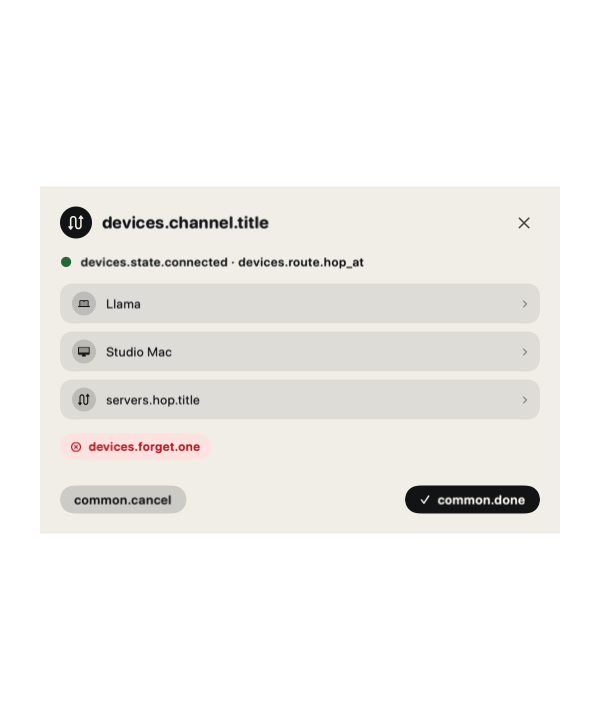 devices.channel.title
devices.state.connected · devices.route.hop_at
Llama
Studio Mac
servers.hop.title
devices.forget.one
common.cancel
common.done